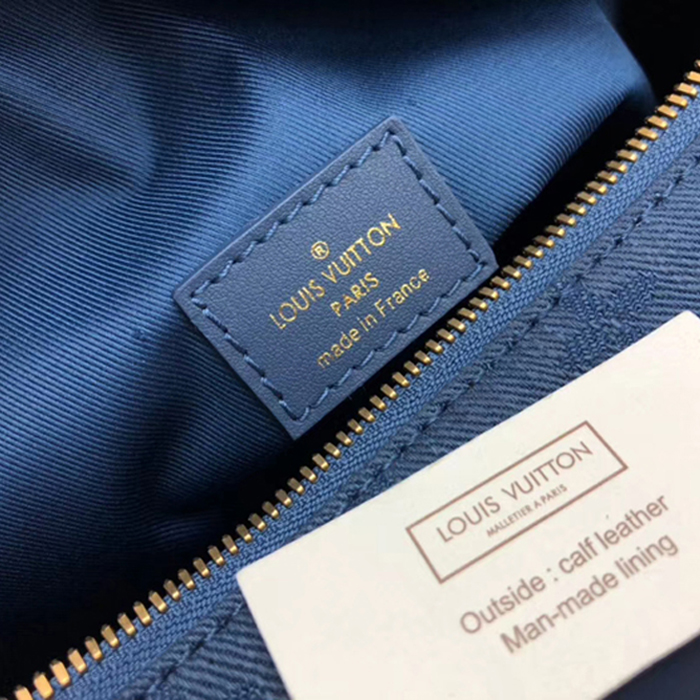 ®
LOUIS VUITTON
PARIS
made in France
LOUIS VUITTON
MALLETIER A PARIS
Outside : calf leather
Man-made lining